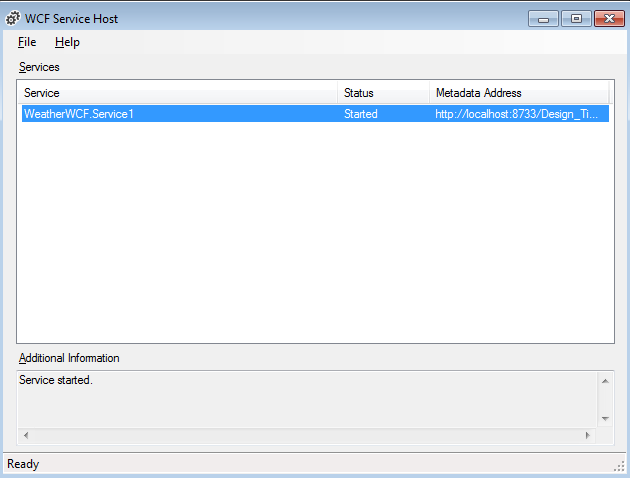 WCF Service Host
File Help
Services
Service Status Metadata Address
WeatherWCF.Service1 Started http://localhost:8733/Design_Ti...
Additional Information
Service started.
Ready